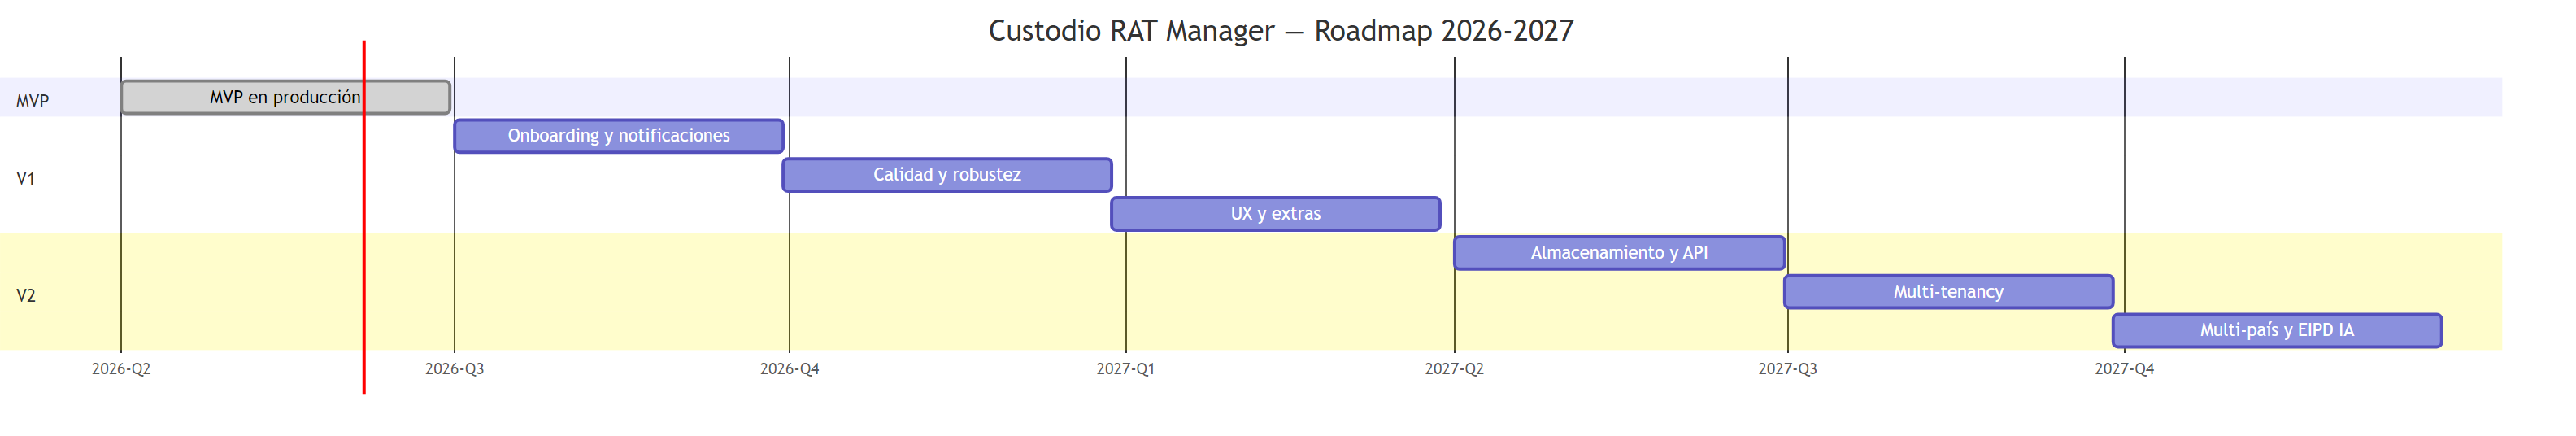 Custodio RAT Manager — Roadmap 2026-2027
MVP
MVP en producción
V1
Onboarding y notificaciones
Calidad y robustez
UX y extras
V2
Almacenamiento y API
Multi-tenancy
Multi-país y EIPD IA
2026-Q2 2026-Q3 2026-Q4 2027-Q1 2027-Q2 2027-Q3 2027-Q4